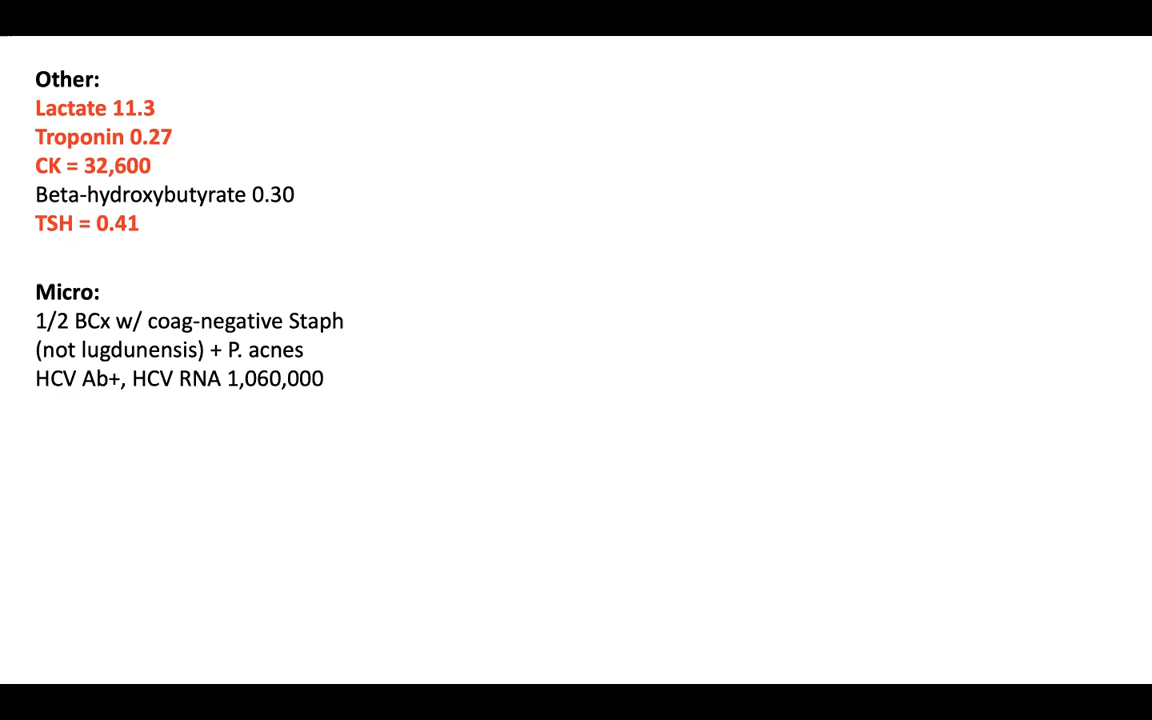 Other:
Lactate 11.3
Troponin 0.27
CK = 32,600
Beta-hydroxybutyrate 0.30
TSH = 0.41
Micro:
1/2 BCx w/ coag-negative Staph
(not lugdunensis) + P. acnes
HCV Ab+, HCV RNA 1,060,000